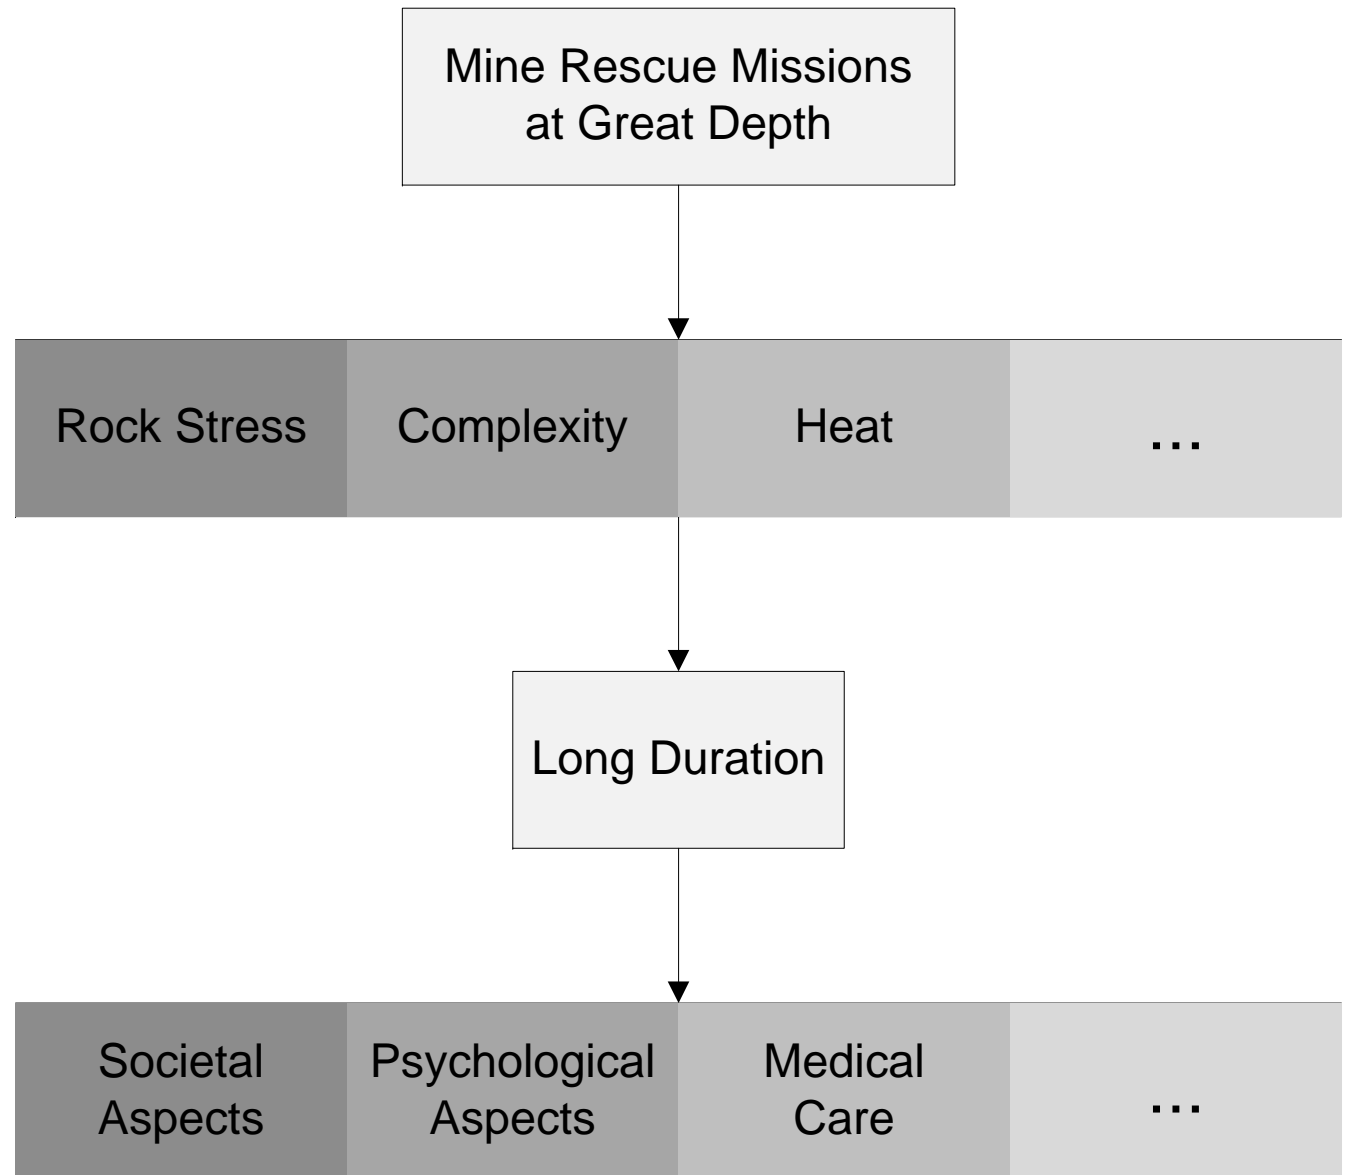 Mine Rescue Missions
at Great Depth
Rock Stress
Complexity
Heat
...
Long Duration
Societal
Aspects
Psychological
Aspects
Medical
Care
...